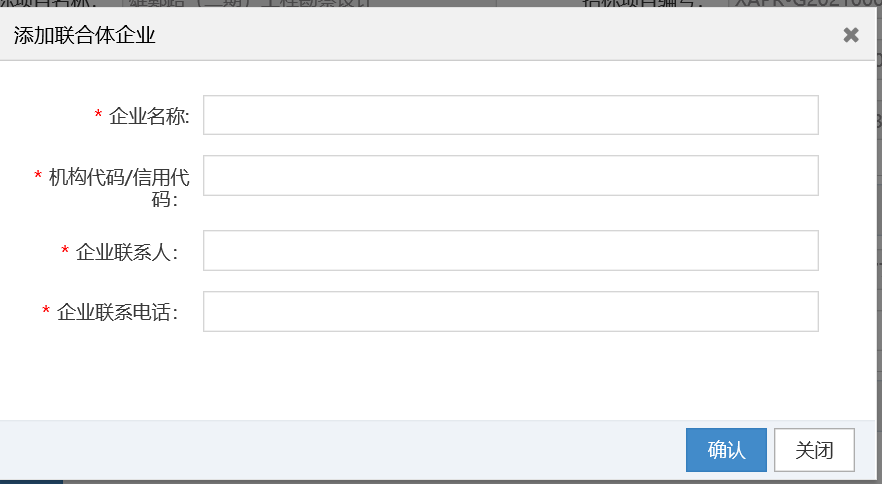 添加联合体企业
* 企业名称:
* 机构代码/信用代
码：
* 企业联系人：
* 企业联系电话：
确认
关闭